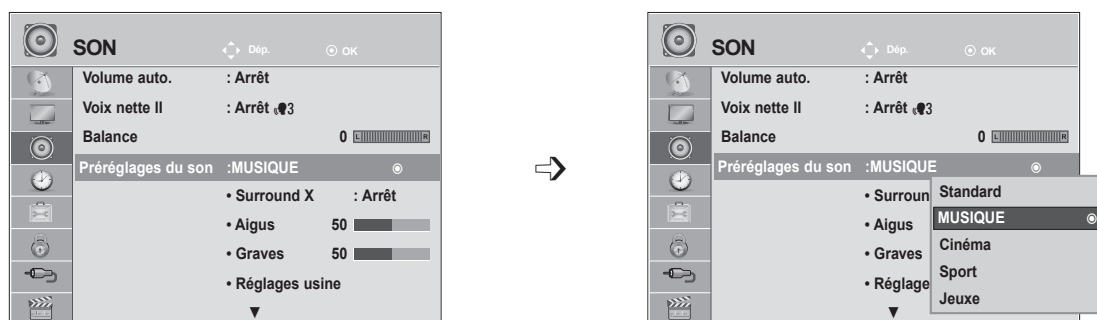 SON Dép. OK
Volume auto. : Arrêt
Voix nette II : Arrêt 3
Balance 0 L R
Préréglages du son :MUSIQUE
• Surround X : Arrêt
• Aigus 50
• Graves 50
• Réglages usine
▼
SON Dép. OK
Volume auto. : Arrêt
Voix nette II : Arrêt 3
Balance 0 L R
Préréglages du son :MUSIQUE
• Surroun
• Aigus
• Graves
• Réglage
▼
Standard
MUSIQUE
Cinéma
Sport
Jeuxe